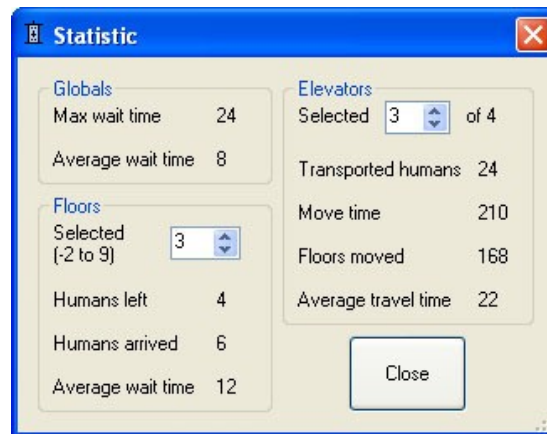 Statistic
Globals
Max wait time 24
Average wait time 8
Floors
Selected
(-2 to 9) 3
Humans left 4
Humans arrived 6
Average wait time 12
Elevators
Selected 3 of 4
Transported humans 24
Move time 210
Floors moved 168
Average travel time 22
Close